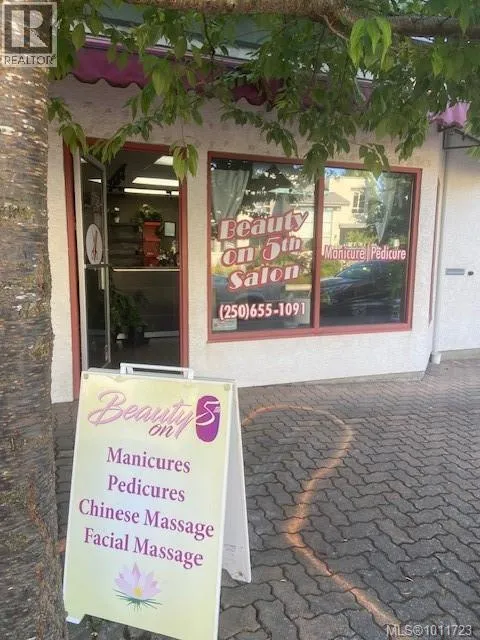 R
REALTOR
Beauty
on 5th
Salon
Manicure | Pedicure
(250)655-1091
Beauty
on 5th
Manicures
Pedicures
Chinese Massage
Facial Massage
MLS®1011723